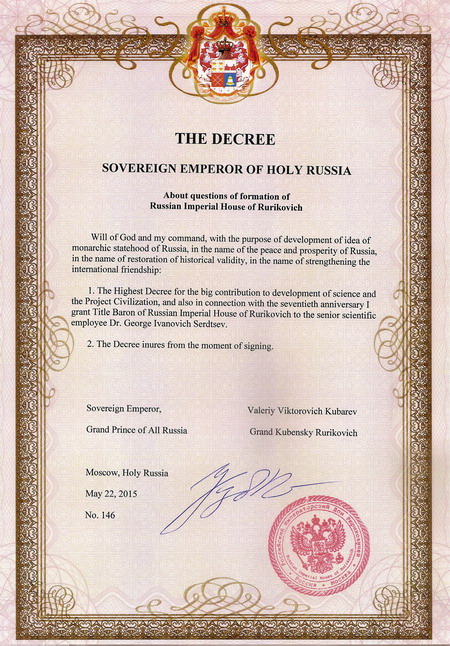 THE DECREE
SOVEREIGN EMPEROR OF HOLY RUSSIA
About questions of formation of
Russian Imperial House of Rurikovich
Will of God and my command, with the purpose of development of idea of
monarchic statehood of Russia, in the name of the peace and prosperity of Russia,
in the name of restoration of historical validity, in the name of strengthening the
international friendship:
1. The Highest Decree for the big contribution to development of science and
the Project Civilization, and also in connection with the seventieth anniversary I
grant Title Baron of Russian Imperial House of Rurikovich to the senior scientific
employee Dr. George Ivanovich Serdtsev.
2. The Decree inures from the moment of signing.
Sovereign Emperor, Valeriy Viktorovich Kubarev
Grand Prince of All Russia Grand Kubensky Rurikovich
Moscow, Holy Russia
May 22, 2015
No. 146